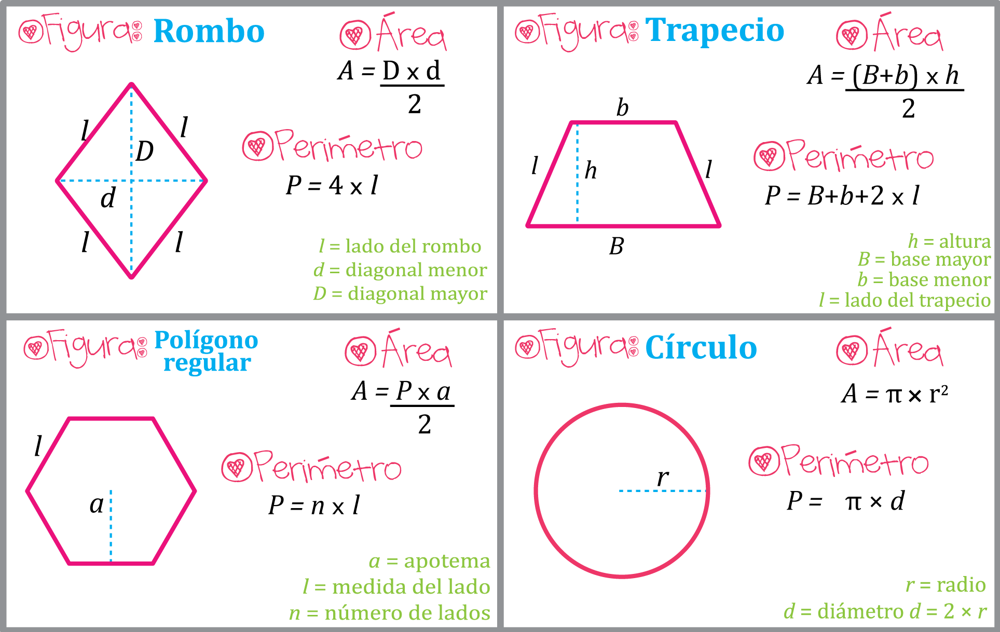 Figura: Rombo
Área
A = D x d
2
l
l
D
Perímetro
P = 4 x l
d
l
l
l = lado del rombo
d = diagonal menor
D = diagonal mayor
Figura: Trapecio
Área
A = (B+b) x h
2
b
Perímetro
l
h
l
P = B+b+2 x l
B
h = altura
B = base mayor
b = base menor
l = lado del trapecio
Figura: Polígono
regular
Área
A = P x a
2
l
Perímetro
a
P = n x l
a = apotema
l = medida del lado
n = número de lados
Figura: Círculo
Área
A = π × r²
Perímetro
r
P = π × d
r = radio
d = diámetro d = 2 × r